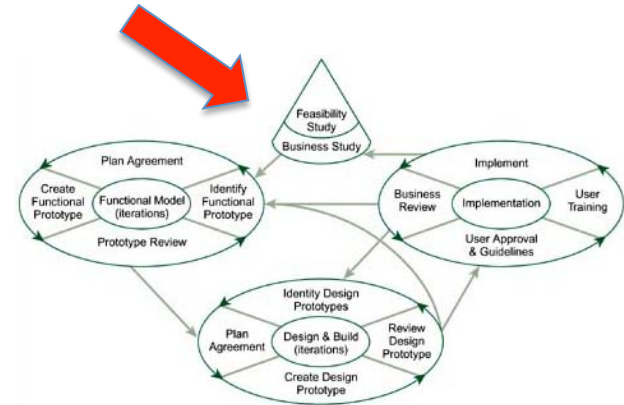 Feasibility
Study
Business Study
Plan Agreement
Create
Functional
Prototype
Functional Model
(iterations)
Identify
Functional
Prototype
Prototype Review
Implement
Business
Review
Implementation
User
Training
User Approval
& Guidelines
Identity Design
Prototypes
Plan
Agreement
Design & Build
(iterations)
Review
Design
Prototype
Create Design
Prototype